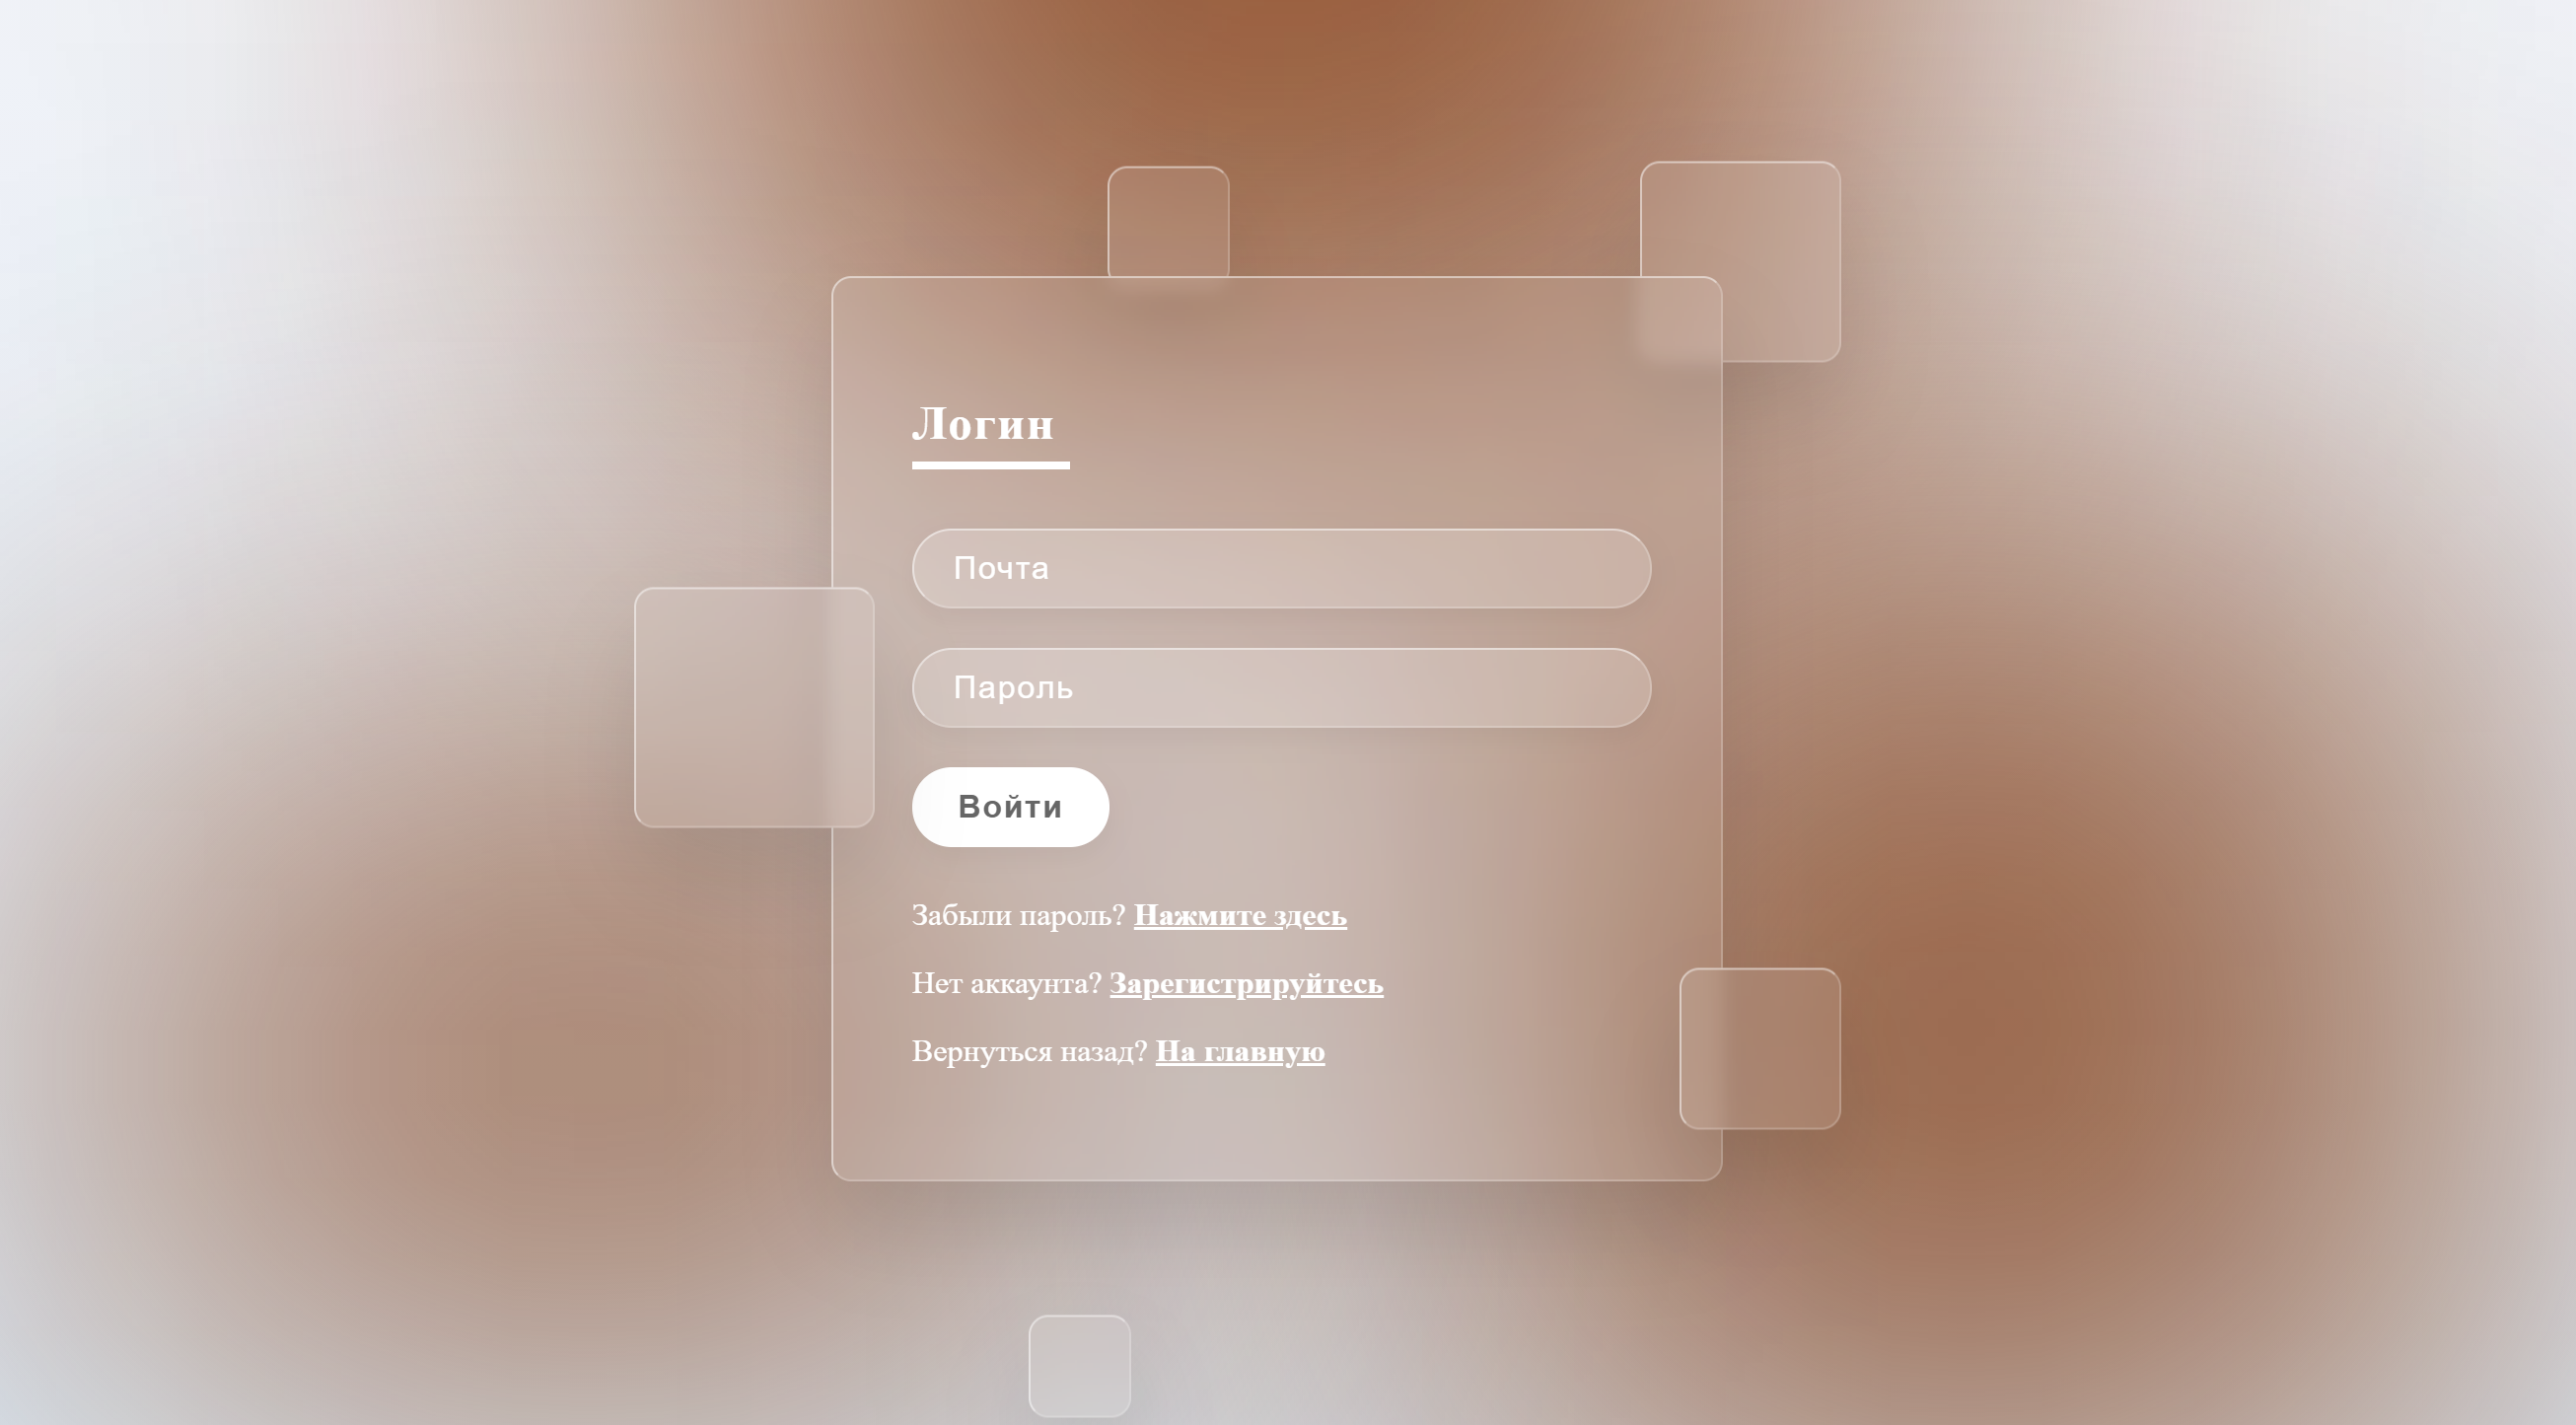 Логин
Почта
Пароль
Войти
Забыли пароль? Нажмите здесь
Нет аккаунта? Зарегистрируйтесь
Вернуться назад? На главную